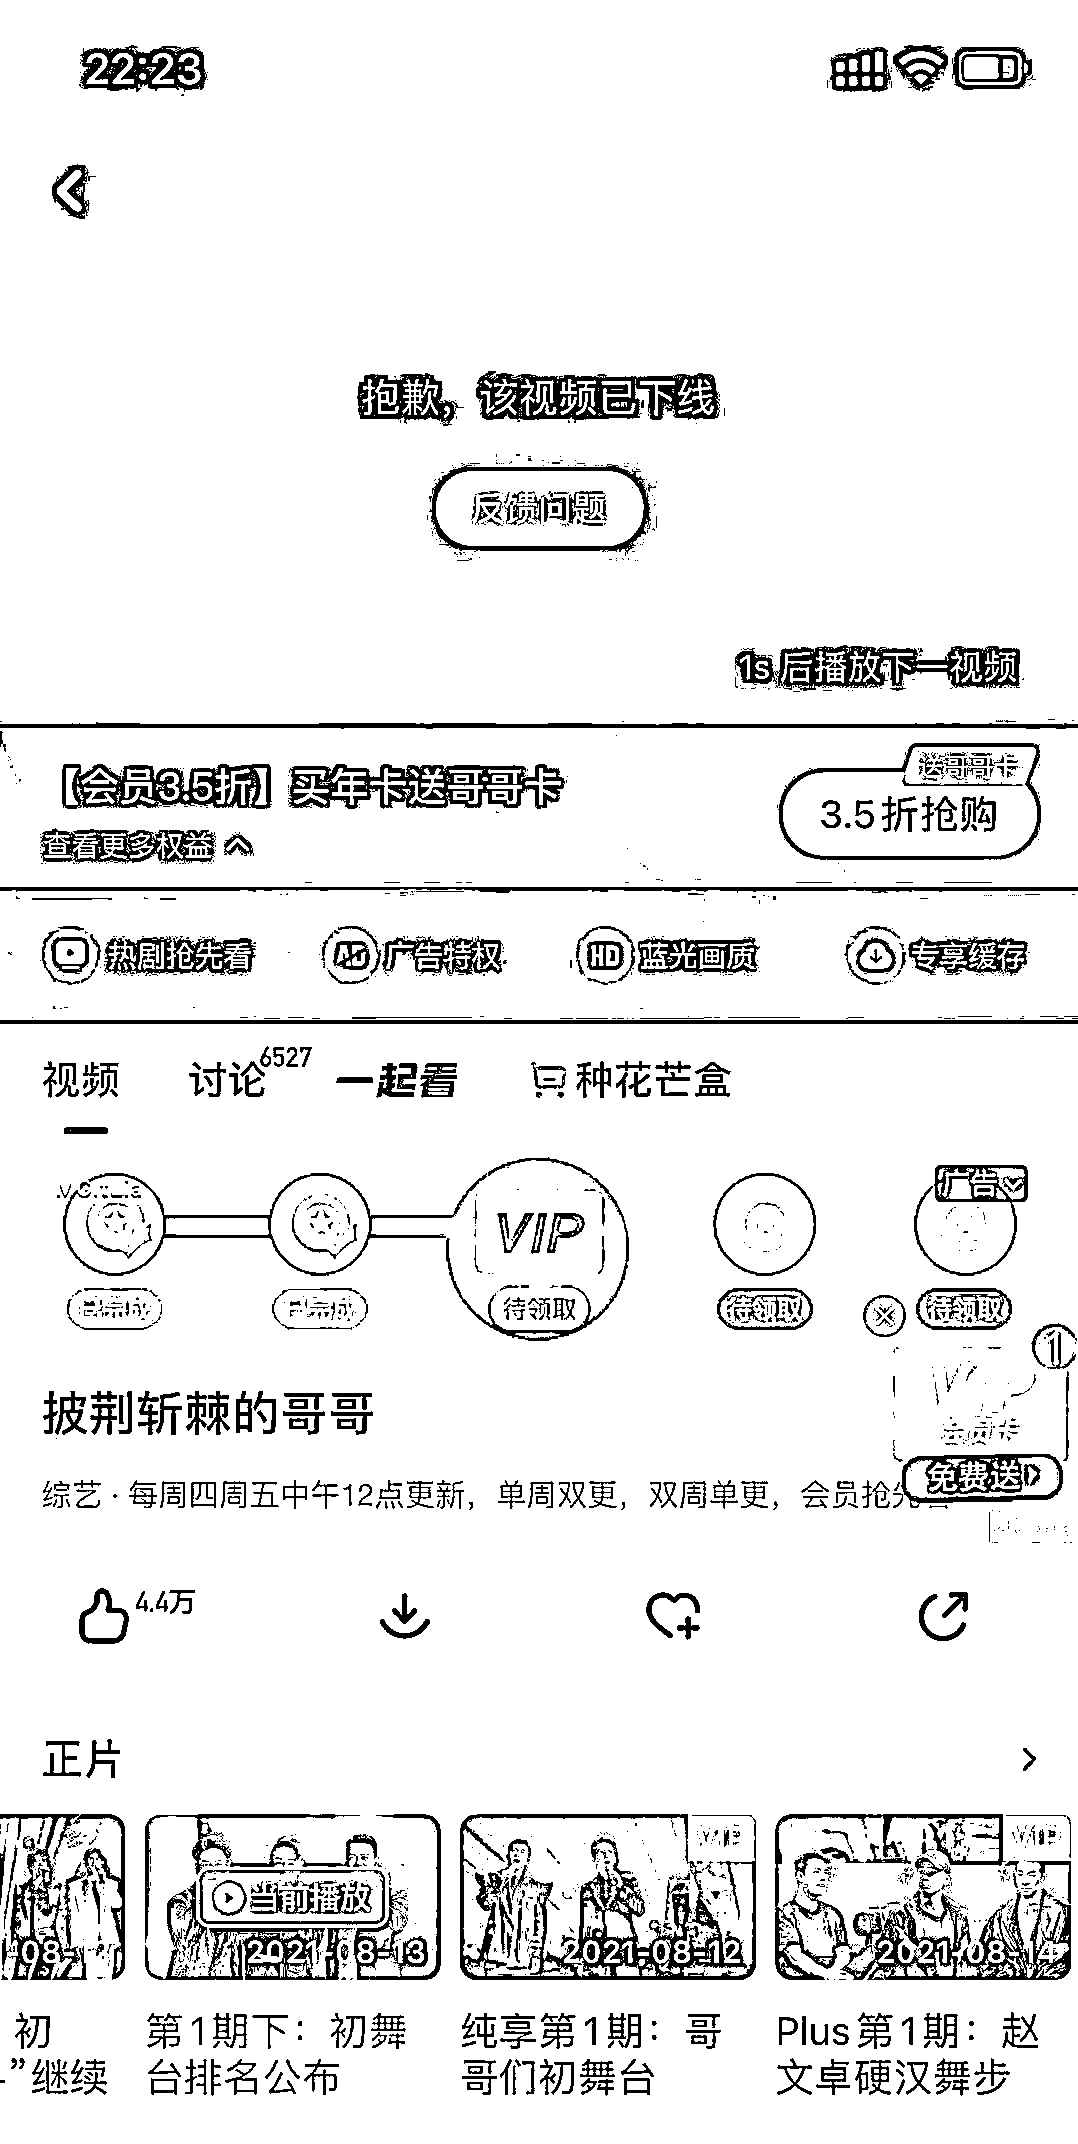 22:23
抱歉，该视频已下线
反馈问题
1s 后播放下一视频
【会员3.5折】买年卡送哥哥卡
送哥哥卡
3.5折抢购
查看更多权益
热剧抢先看 广告特权 HD 蓝光画质 专享缓存
视频 讨论 6527 一起看 种花芒盒
广告
VIP
已完成 已完成 待领取 待领取 待领取
披荆斩棘的哥哥
会员卡
免费送
综艺 · 每周四周五中午12点更新，单周双更，双周单更，会员抢先
4.4万
正片
VIP VIP
当前播放
-08- 2021-08-13 2021-08-12 2021-08-14
初 第1期下：初舞 纯享第1期：哥 Plus第1期：赵
”继续 台排名公布 哥们初舞台 文卓硬汉舞步